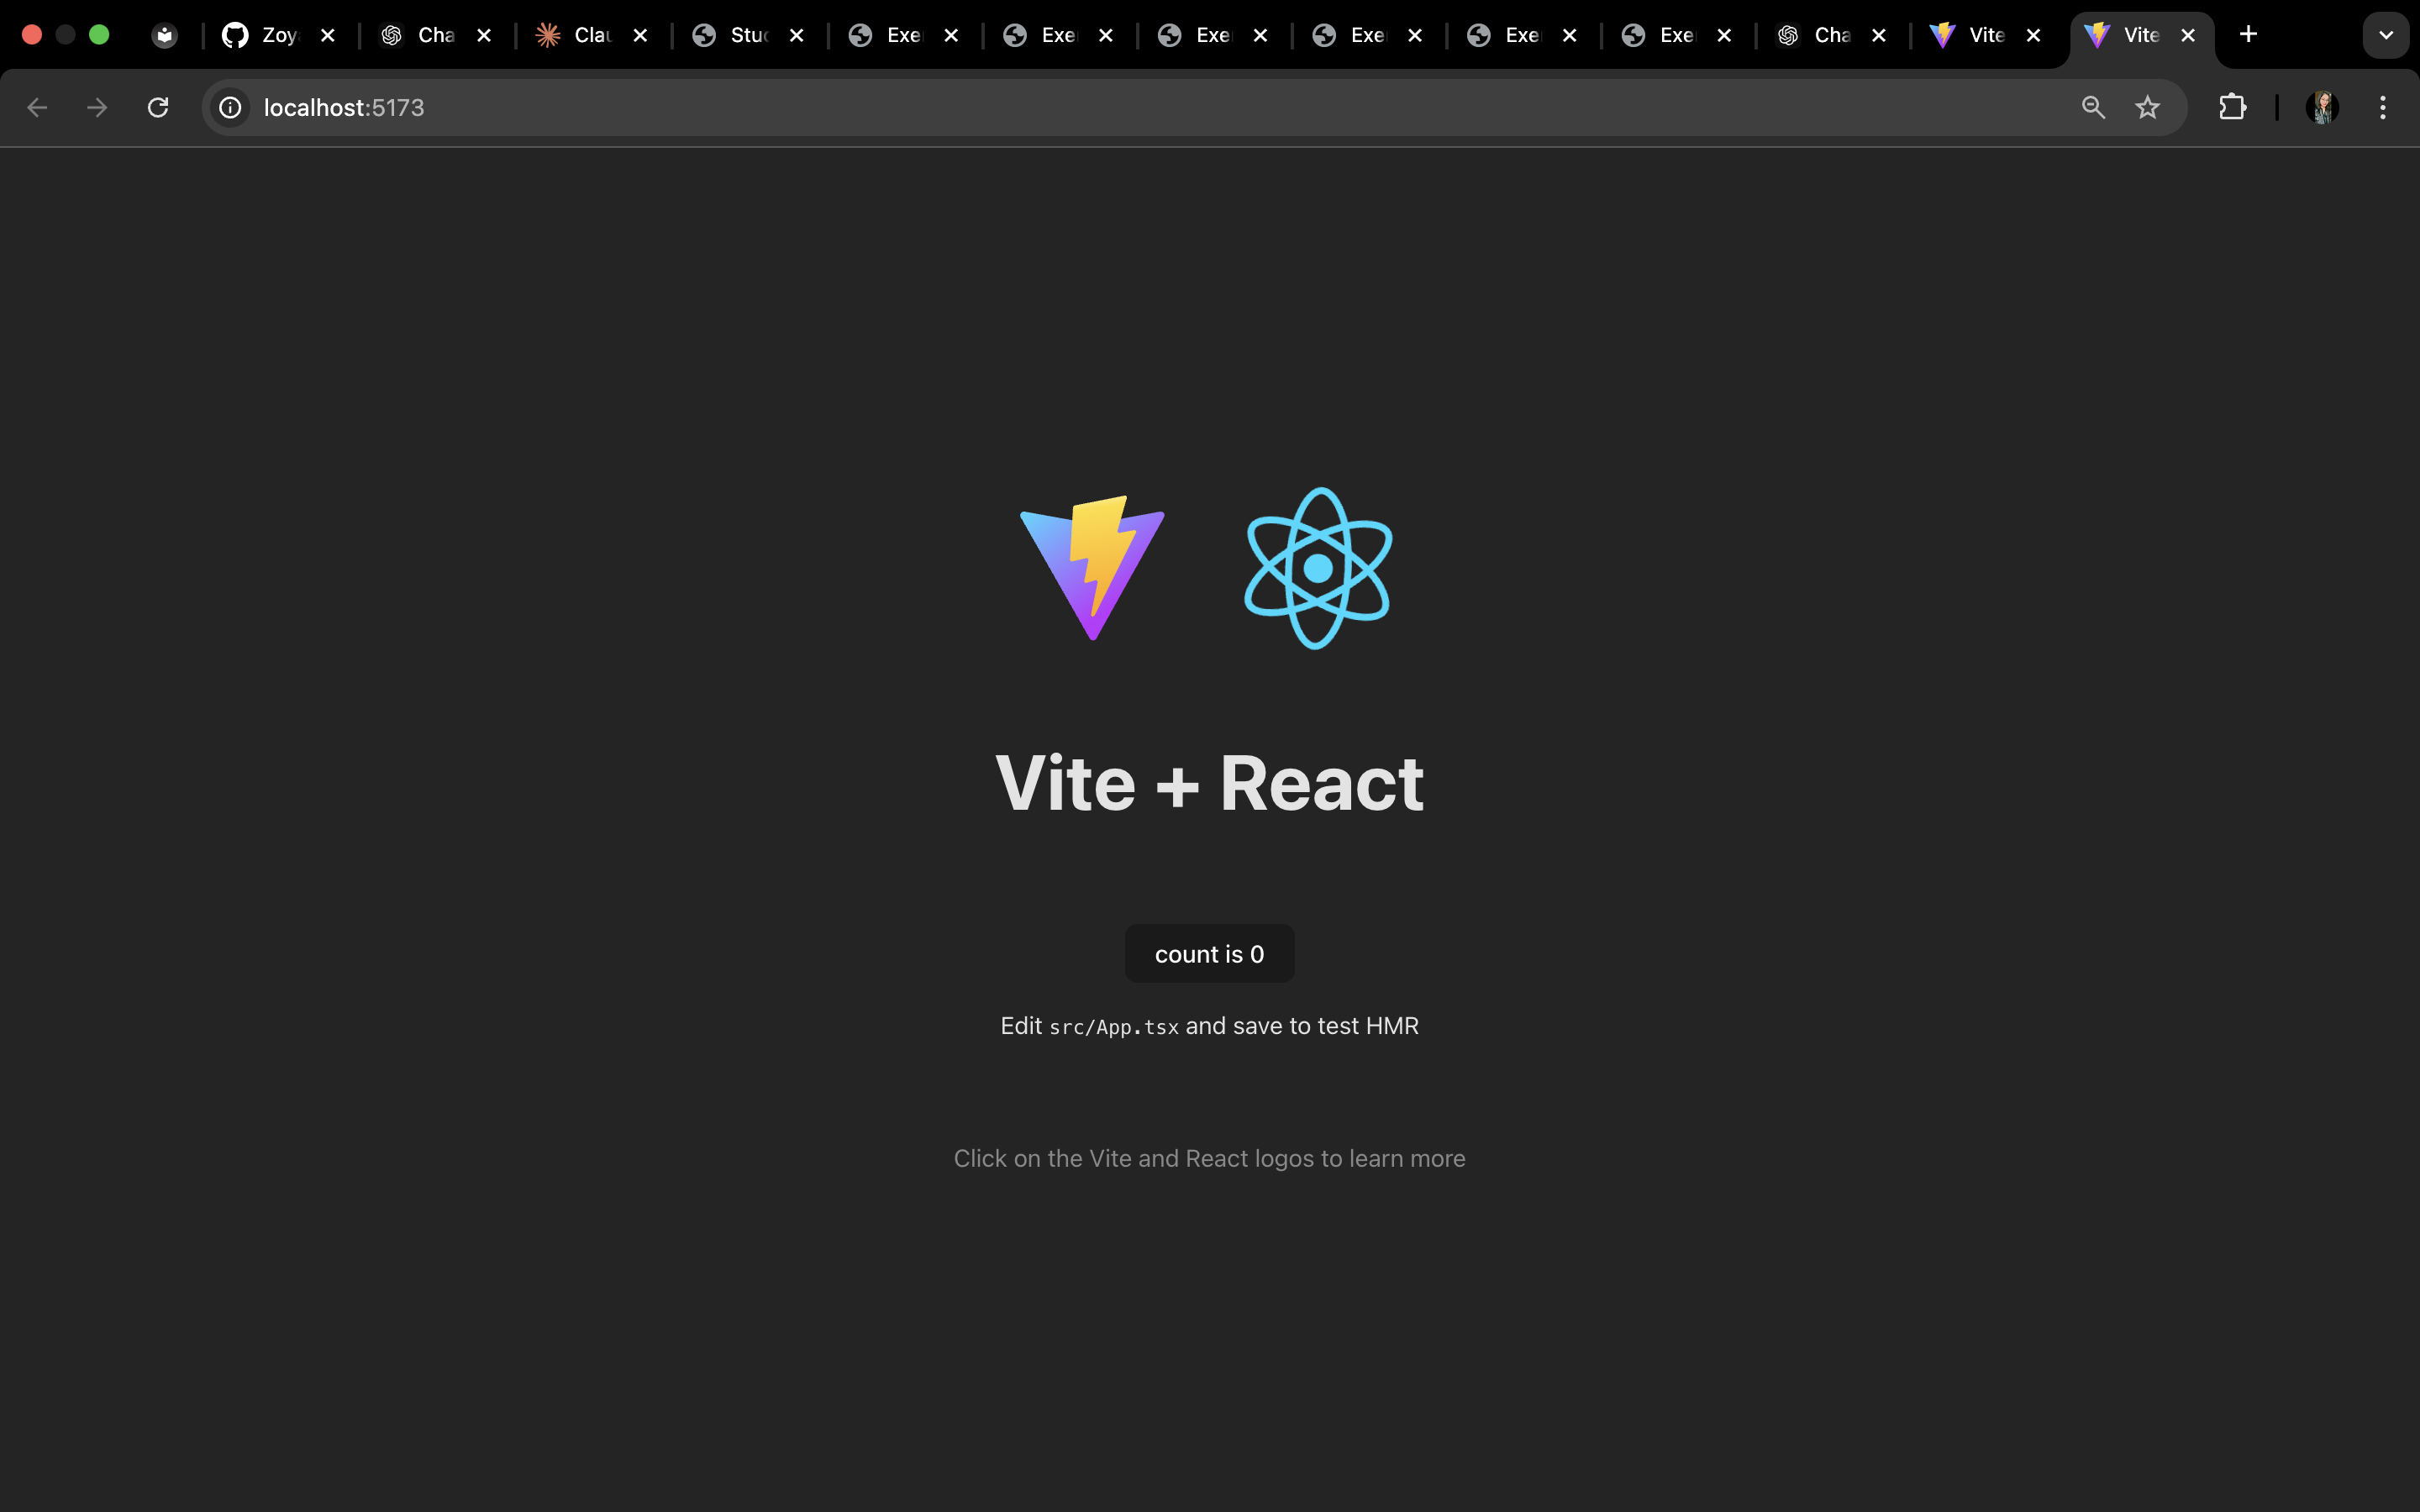 Zoy Cha Clau Stud Exe Exe Exe Exe Exe Exe Cha Vite Vite
localhost:5173
Vite + React
count is 0
Edit src/App.tsx and save to test HMR
Click on the Vite and React logos to learn more